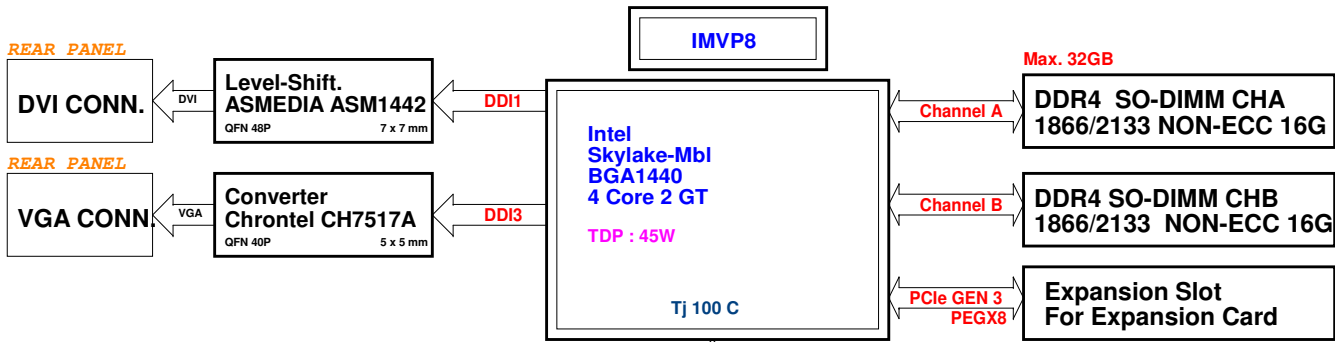 IMVP8
REAR PANEL
DVI CONN.
DVI
Level-Shift.
ASMEDIA ASM1442
QFN 48P 7 x 7 mm
DDI1
REAR PANEL
VGA CONN.
VGA
Converter
Chrontel CH7517A
QFN 40P 5 x 5 mm
DDI3
Intel
Skylake-Mbl
BGA1440
4 Core 2 GT
TDP : 45W
Tj 100 C
Max. 32GB
Channel A
DDR4 SO-DIMM CHA
1866/2133 NON-ECC 16G
Channel B
DDR4 SO-DIMM CHB
1866/2133 NON-ECC 16G
PCIe GEN 3
PEGX8
Expansion Slot
For Expansion Card